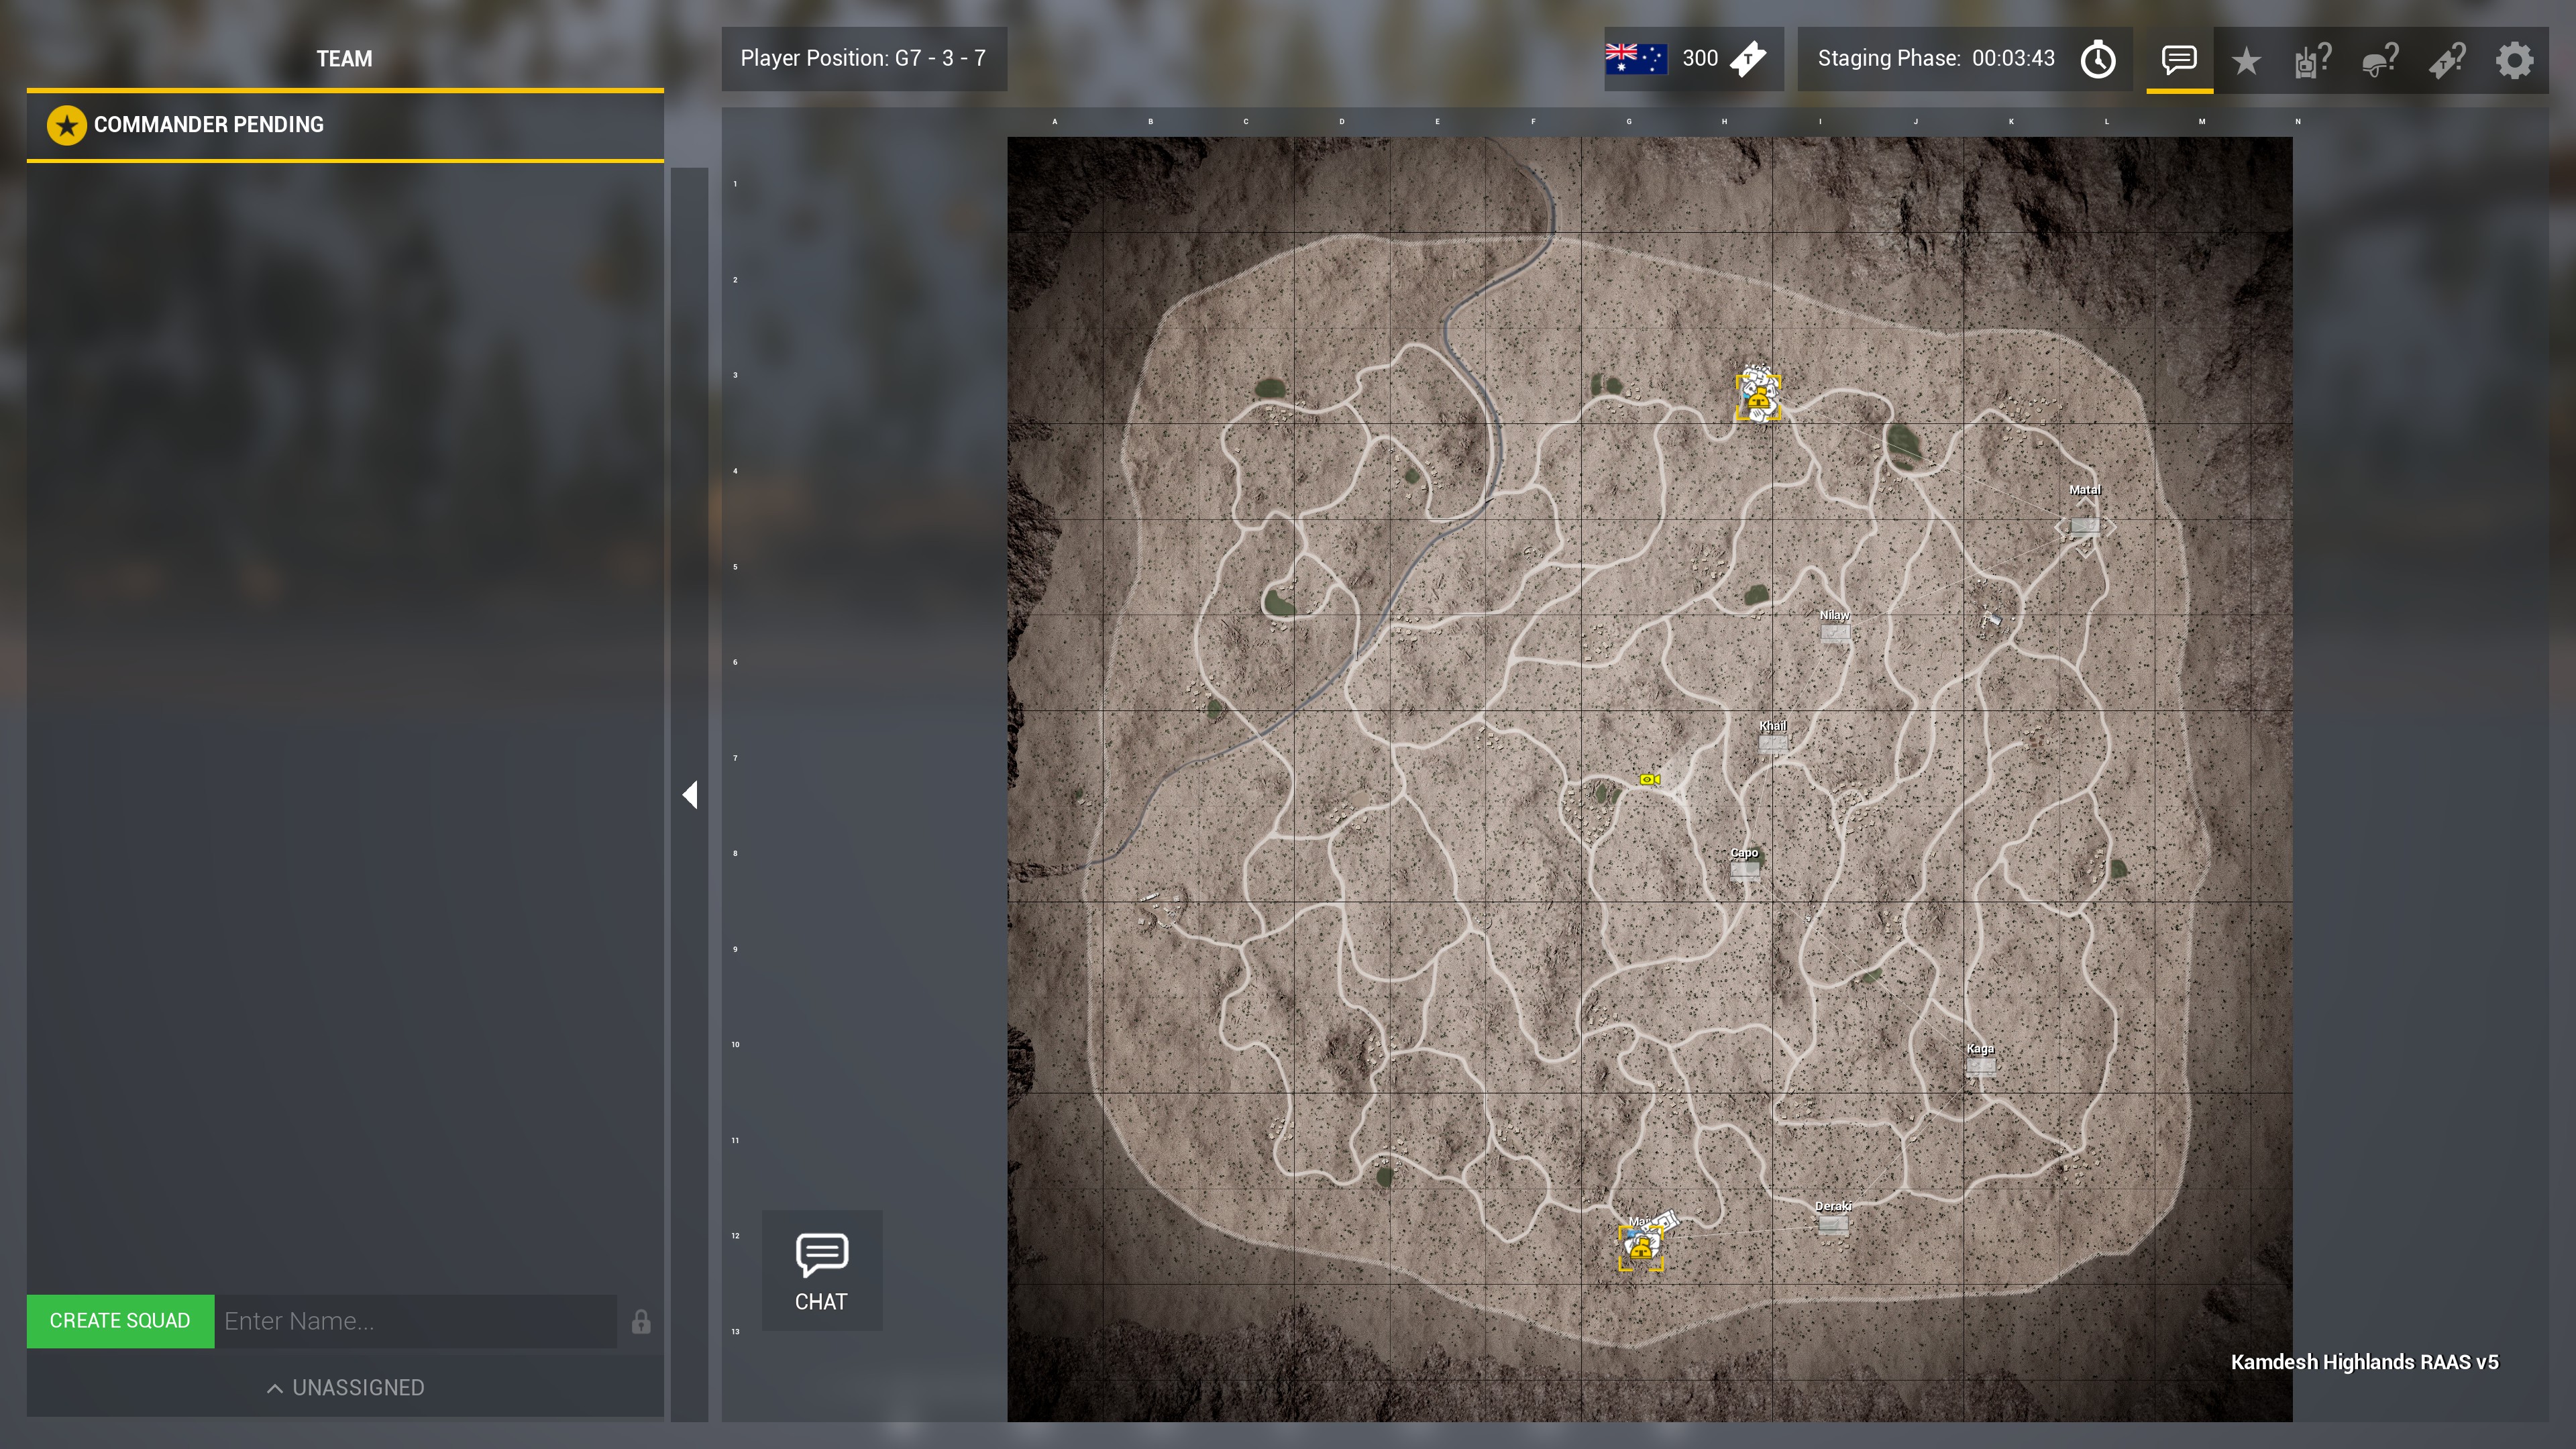 TEAM
Player Position: G7 - 3 - 7
300
T
Staging Phase: 00:03:43
COMMANDER PENDING
A B C D E F G H I J K L M N
1
2
3
4
Matal
5
Nilaw
6
Khail
7
Capo
8
9
10
Kaga
11
Deraki
12
CHAT
13
CREATE SQUAD
Enter Name...
UNASSIGNED
Kamdesh Highlands RAAS v5